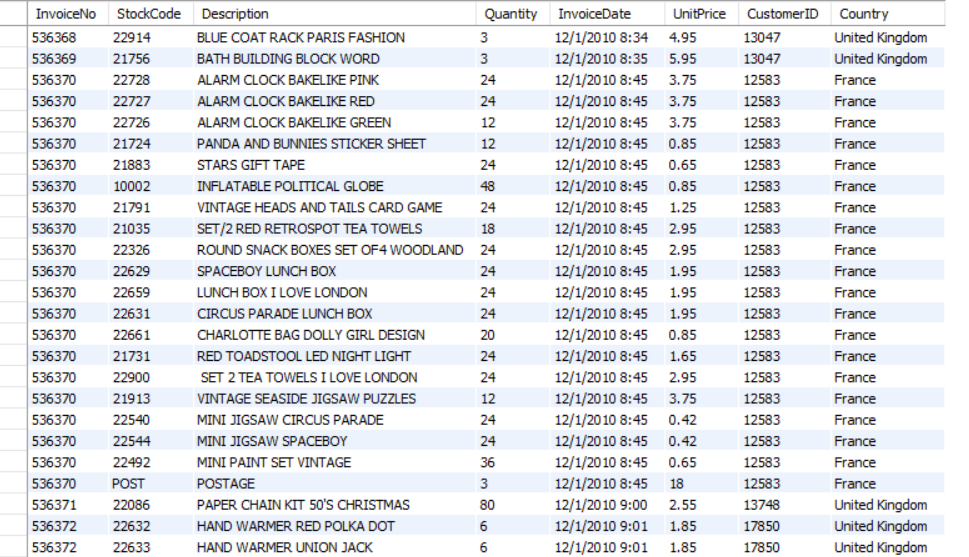 InvoiceNo StockCode Description Quantity InvoiceDate UnitPrice CustomerID Country
536368 22914 BLUE COAT RACK PARIS FASHION 3 12/1/2010 8:34 4.95 13047 United Kingdom
536369 21756 BATH BUILDING BLOCK WORD 3 12/1/2010 8:35 5.95 13047 United Kingdom
536370 22728 ALARM CLOCK BAKELIKE PINK 24 12/1/2010 8:45 3.75 12583 France
536370 22727 ALARM CLOCK BAKELIKE RED 24 12/1/2010 8:45 3.75 12583 France
536370 22726 ALARM CLOCK BAKELIKE GREEN 12 12/1/2010 8:45 3.75 12583 France
536370 21724 PANDA AND BUNNIES STICKER SHEET 12 12/1/2010 8:45 0.85 12583 France
536370 21883 STARS GIFT TAPE 24 12/1/2010 8:45 0.65 12583 France
536370 10002 INFLATABLE POLITICAL GLOBE 48 12/1/2010 8:45 0.85 12583 France
536370 21791 VINTAGE HEADS AND TAILS CARD GAME 24 12/1/2010 8:45 1.25 12583 France
536370 21035 SET/2 RED RETROSPOT TEA TOWELS 18 12/1/2010 8:45 2.95 12583 France
536370 22326 ROUND SNACK BOXES SET OF4 WOODLAND 24 12/1/2010 8:45 2.95 12583 France
536370 22629 SPACEBOY LUNCH BOX 24 12/1/2010 8:45 1.95 12583 France
536370 22659 LUNCH BOX I LOVE LONDON 24 12/1/2010 8:45 1.95 12583 France
536370 22631 CIRCUS PARADE LUNCH BOX 24 12/1/2010 8:45 1.95 12583 France
536370 22661 CHARLOTTE BAG DOLLY GIRL DESIGN 20 12/1/2010 8:45 0.85 12583 France
536370 21731 RED TOADSTOOL LED NIGHT LIGHT 24 12/1/2010 8:45 1.65 12583 France
536370 22900 SET 2 TEA TOWELS I LOVE LONDON 24 12/1/2010 8:45 2.95 12583 France
536370 21913 VINTAGE SEASIDE JIGSAW PUZZLES 12 12/1/2010 8:45 3.75 12583 France
536370 22540 MINI JIGSAW CIRCUS PARADE 24 12/1/2010 8:45 0.42 12583 France
536370 22544 MINI JIGSAW SPACEBOY 24 12/1/2010 8:45 0.42 12583 France
536370 22492 MINI PAINT SET VINTAGE 36 12/1/2010 8:45 0.65 12583 France
536370 POST POSTAGE 3 12/1/2010 8:45 18 12583 France
536371 22086 PAPER CHAIN KIT 50'S CHRISTMAS 80 12/1/2010 9:00 2.55 13748 United Kingdom
536372 22632 HAND WARMER RED POLKA DOT 6 12/1/2010 9:01 1.85 17850 United Kingdom
536372 22633 HAND WARMER UNION JACK 6 12/1/2010 9:01 1.85 17850 United Kingdom